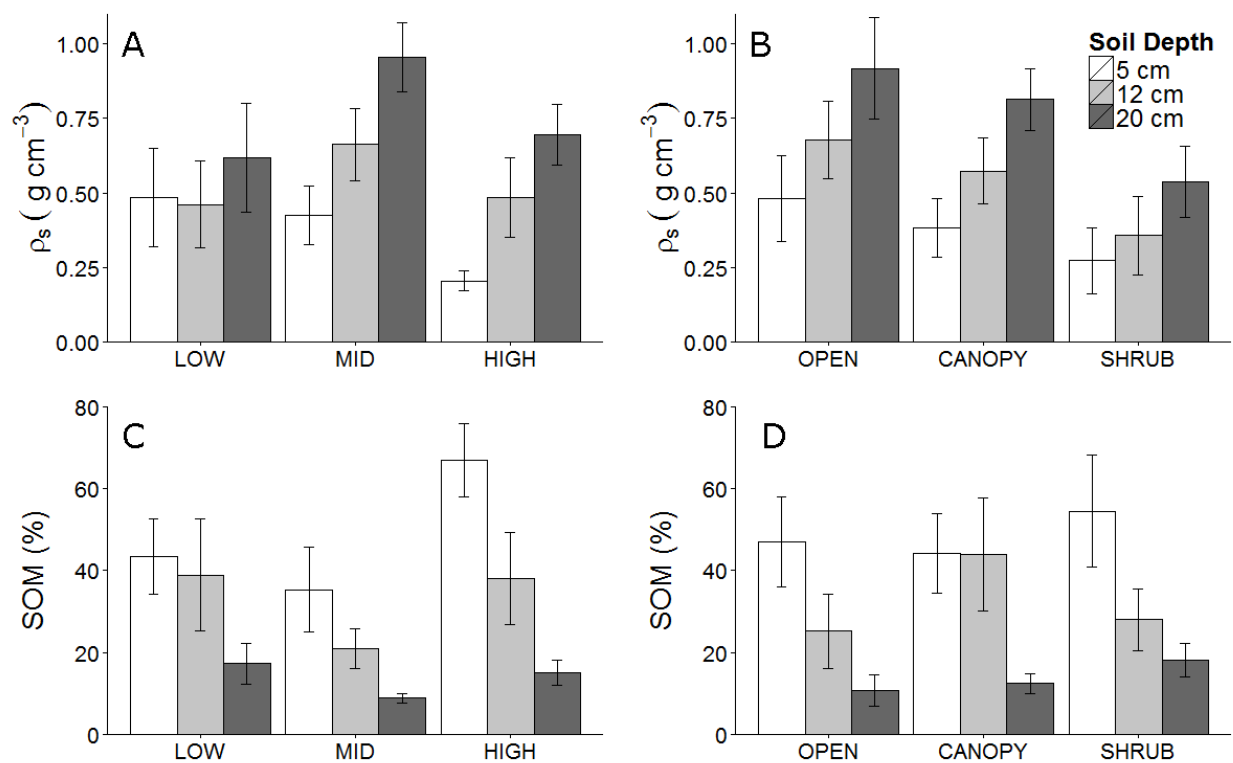 A
1.00
0.75
0.50
0.25
0.00
ρs ( g cm−3)
LOW MID HIGH
B
Soil Depth
5 cm
12 cm
20 cm
1.00
0.75
0.50
0.25
0.00
ρs ( g cm−3)
OPEN CANOPY SHRUB
C
80
60
40
20
0
SOM (%)
LOW MID HIGH
D
80
60
40
20
0
SOM (%)
OPEN CANOPY SHRUB